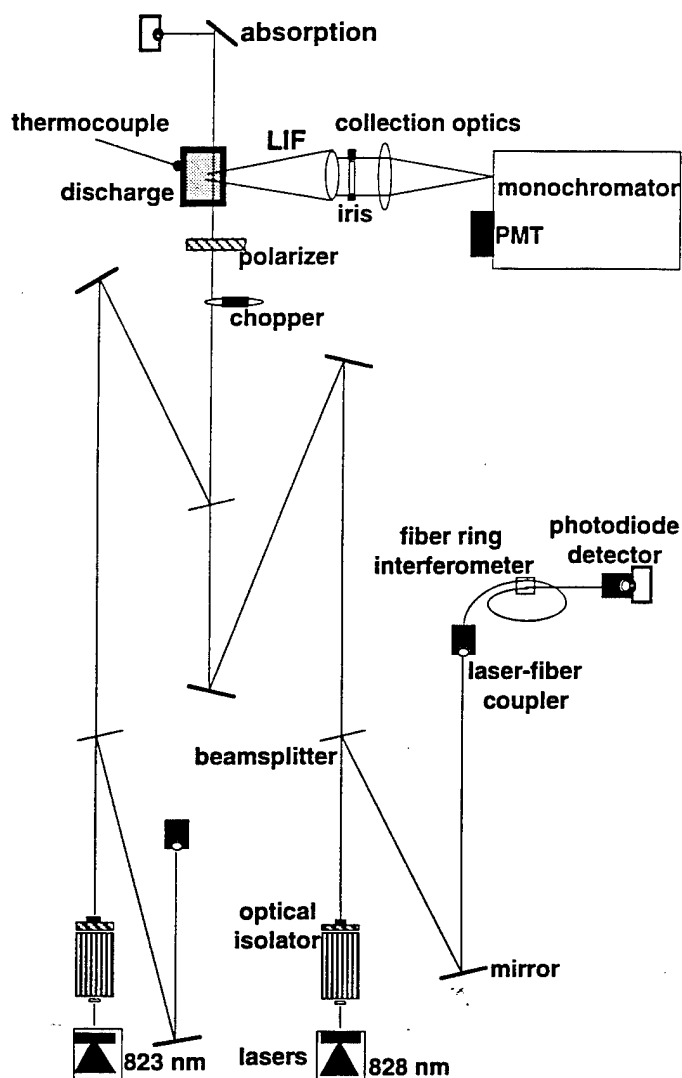 absorption
thermocouple
LIF
collection optics
discharge
iris
monochromator
PMT
polarizer
chopper
fiber ring
interferometer
photodiode
detector
laser-fiber
coupler
beamsplitter
optical
isolator
mirror
823 nm
lasers
828 nm